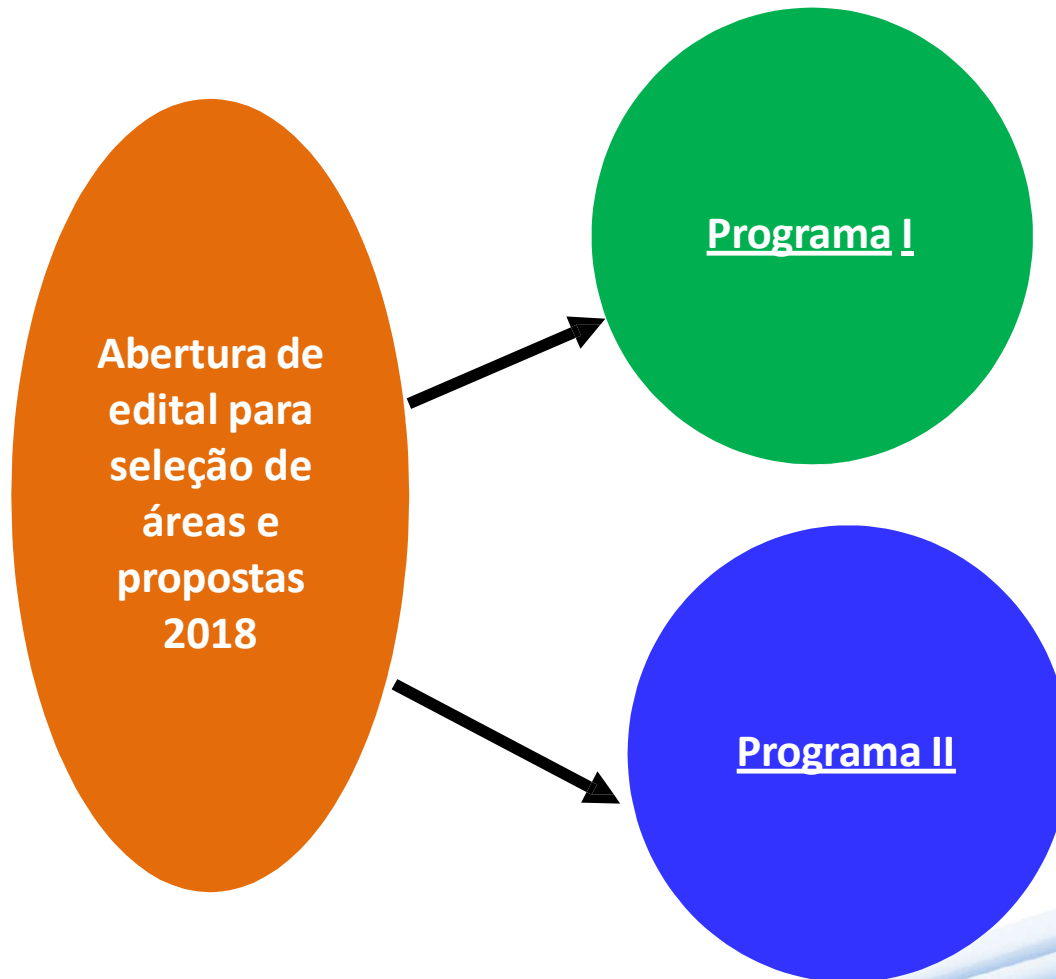 Abertura de
edital para
seleção de
áreas e
propostas
2018
Programa I
Programa II